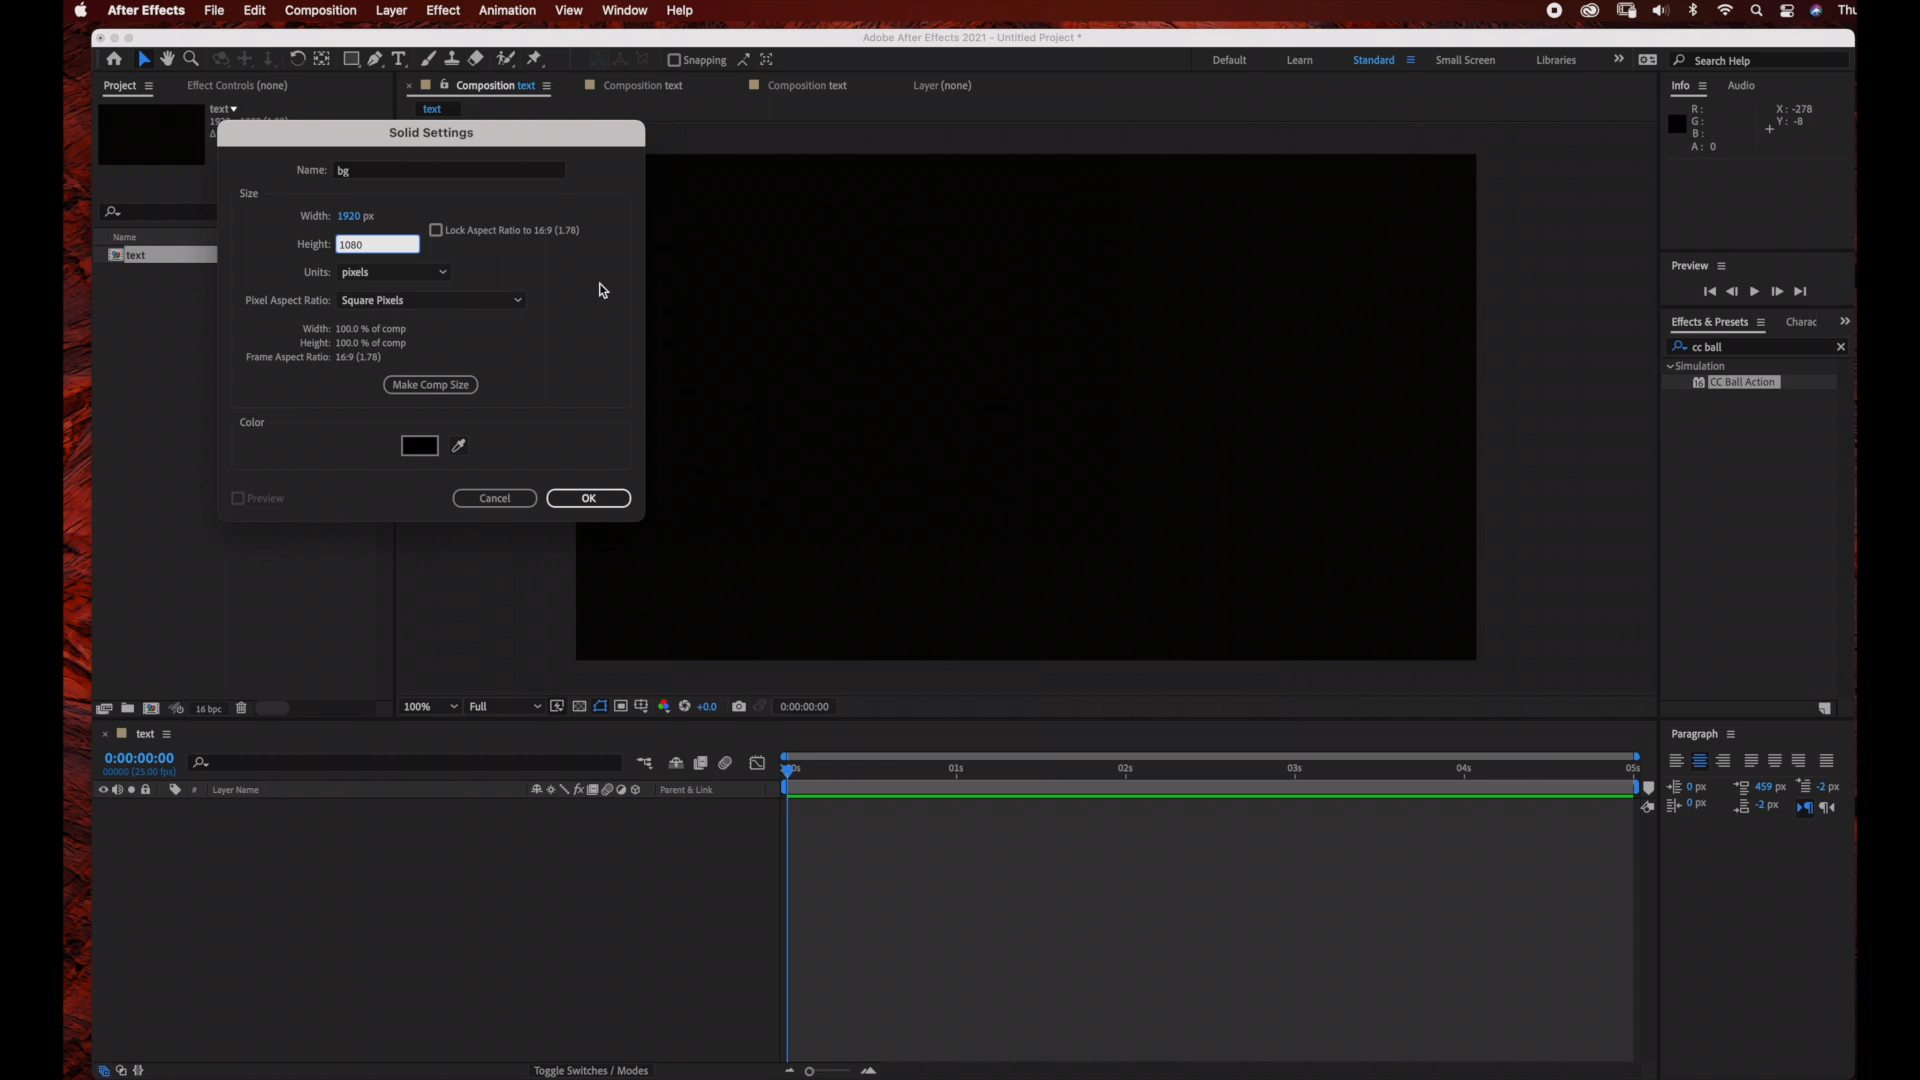 After Effects File Edit Composition Layer Effect Animation View Window Help
Adobe After Effects 2021 - Untitled Project *
Snapping
Default Learn Standard Small Screen Libraries
Search Help
Project Effect Controls (none)
Composition text Composition text Composition text Layer (none)
Info Audio
text
text
R:
G:
B:
A: 0
X: -278
Y: -8
Solid Settings
Name: bg
Size
Width: 1920 px
Lock Aspect Ratio to 16:9 (1.78)
Height: 1080
Units: pixels
Pixel Aspect Ratio: Square Pixels
Width: 100.0 % of comp
Height: 100.0 % of comp
Frame Aspect Ratio: 16:9 (1.78)
Make Comp Size
Color
Preview
Cancel OK
Name
text
16 bpc
Preview
Effects & Presets Charac
cc ball
Simulation
16 CC Ball Action
100% Full +0.0 0:00:00:00
text
0:00:00:00
00000 (25.00 fps)
# Layer Name Parent & Link
01s 02s 03s 04s 05s
Paragraph
0 px 459 px -2 px
0 px -2 px
Toggle Switches / Modes